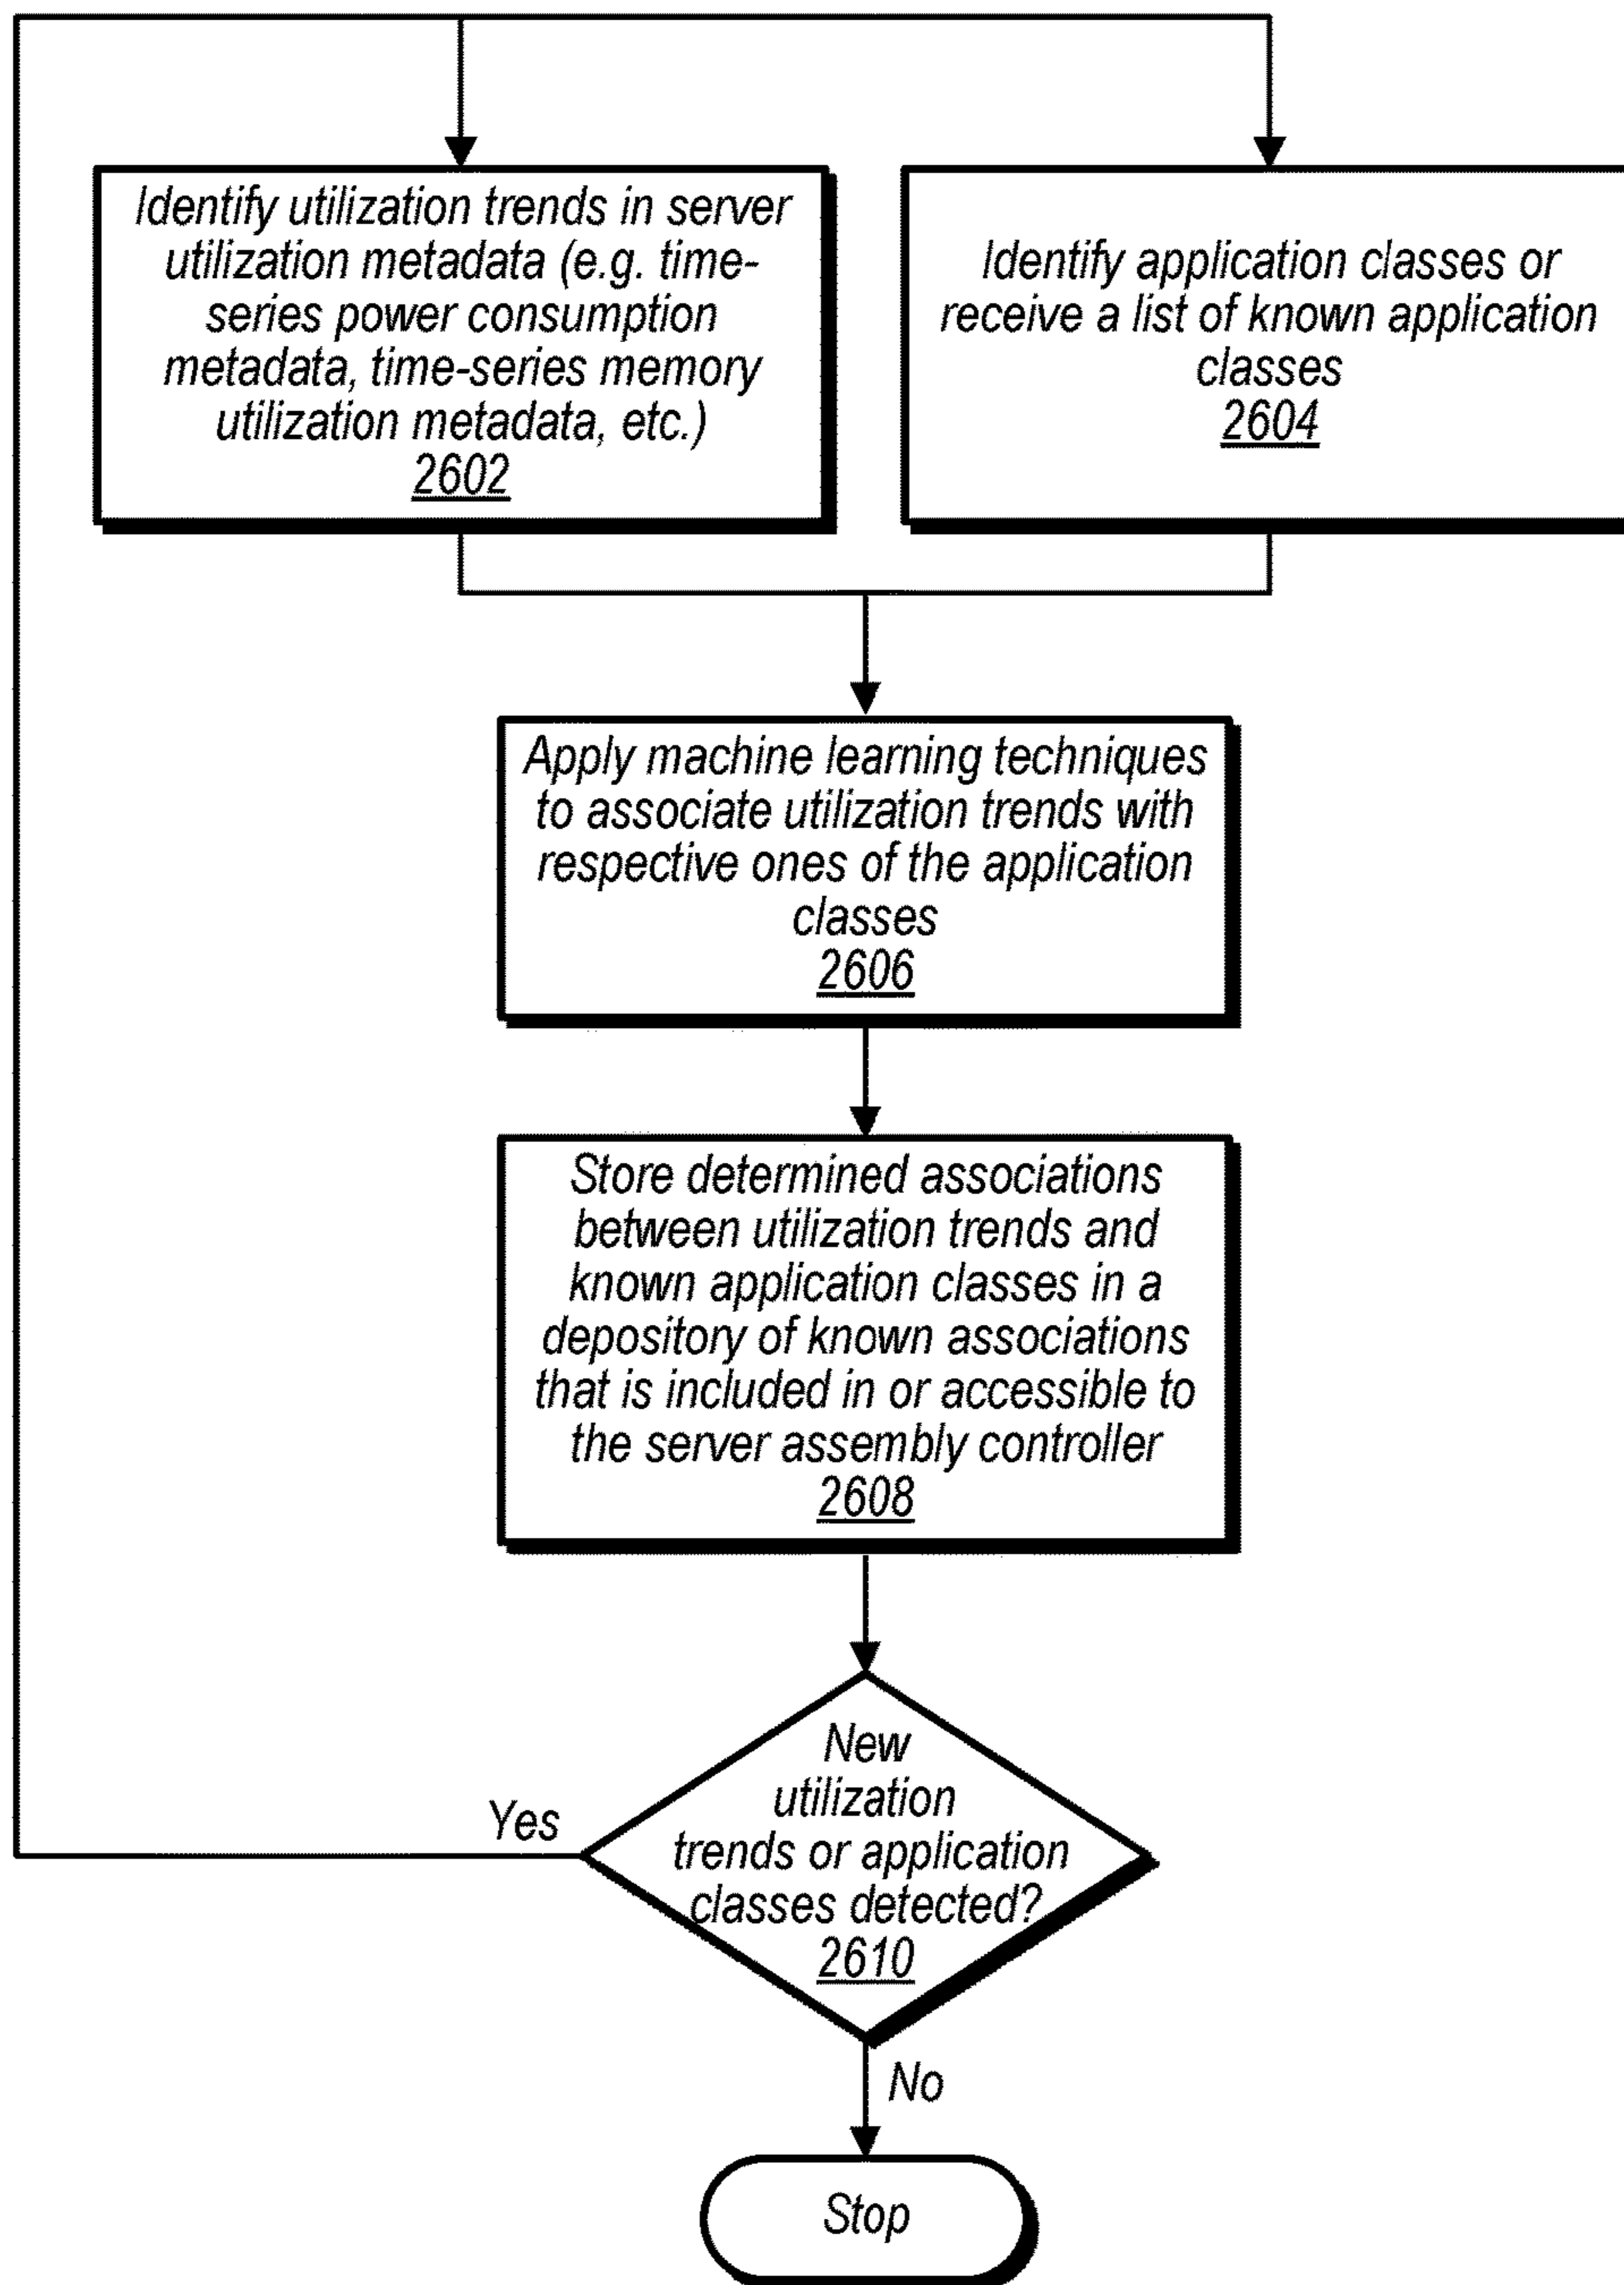 Identify utilization trends in server
utilization metadata (e.g. time-
series power consumption
metadada, time-series memory
utilization metadada, etc.)
2602
Identify application classes or
receive a list of known application
classes
2604
Apply machine learning techniques
to associate utilization trends with
respective ones of the application
classes
2606
Store determined associations
between utilization trends and
known application classes in a
depository of known associations
that is included in or accessible to
the server assembly controller
2608
New
utilization
trends or application
classes detected?
2610
Yes
No
Stop